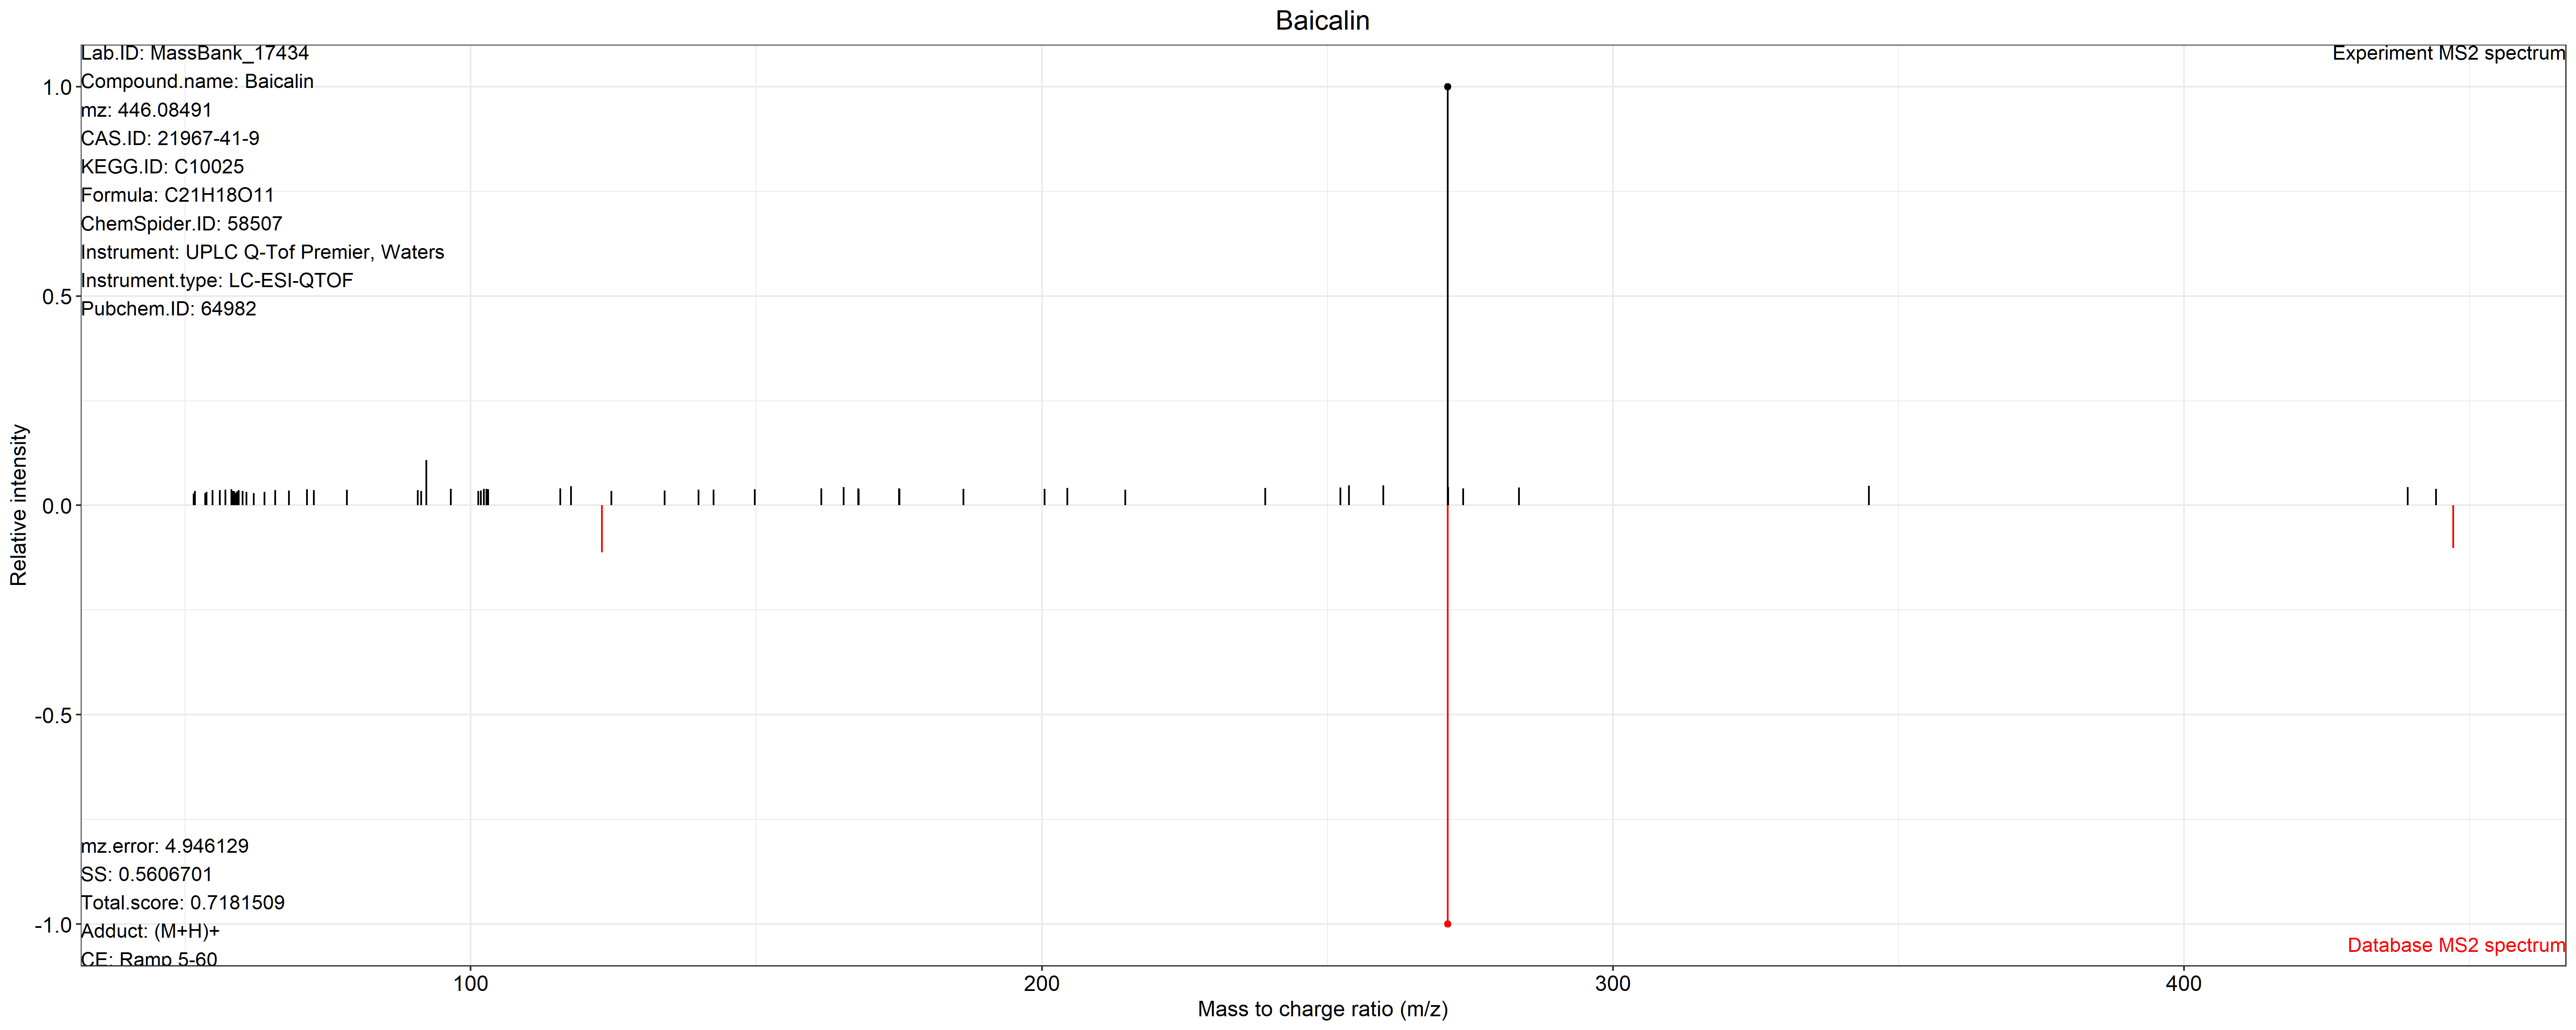 Baicalin
Lab.ID: MassBank_17434
Experiment MS2 spectrum
Compound.name: Baicalin
mz: 446.08491
CAS.ID: 21967-41-9
KEGG.ID: C10025
Formula: C21H18O11
ChemSpider.ID: 58507
Instrument: UPLC Q-Tof Premier, Waters
Instrument.type: LC-ESI-QTOF
Pubchem.ID: 64982
1.0
0.5
0.0
-0.5
-1.0
Relative intensity
mz.error: 4.946129
SS: 0.5606701
Total.score: 0.7181509
Adduct: (M+H)+
CE: Ramp 5-60
Database MS2 spectrum
100
200
300
400
Mass to charge ratio (m/z)